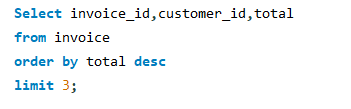 Select invoice_id,customer_id,total
from invoice
order by total desc
limit 3;